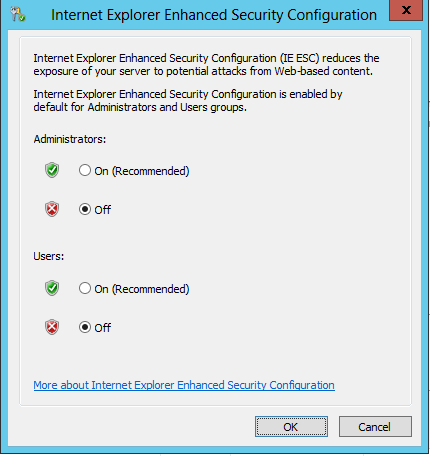 Internet Explorer Enhanced Security Configuration
x
Internet Explorer Enhanced Security Configuration (IE ESC) reduces the
exposure of your server to potential attacks from Web-based content.
Internet Explorer Enhanced Security Configuration is enabled by
default for Administrators and Users groups.
Administrators:
On (Recommended)
Off
Users:
On (Recommended)
Off
More about Internet Explorer Enhanced Security Configuration
OK
Cancel